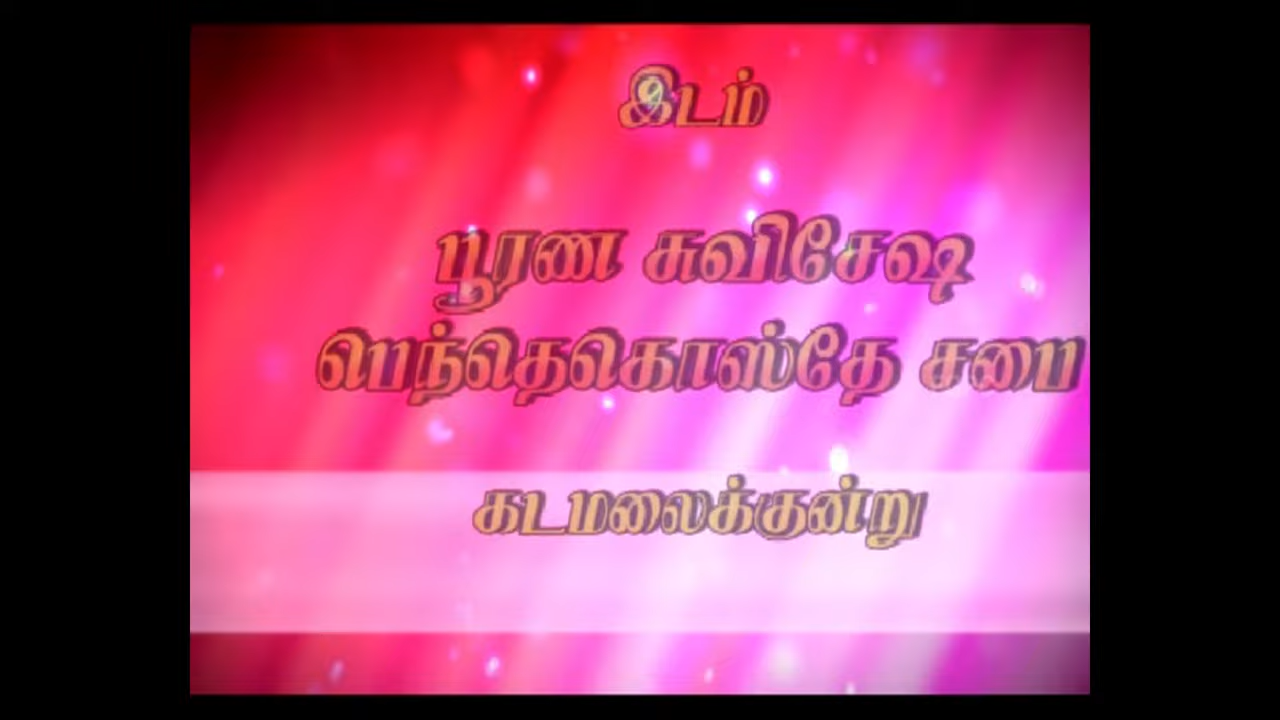 இடம்
பூரண சுவிசேஷ
பெந்தெகொஸ்தே சபை
கடமலைக்குன்று